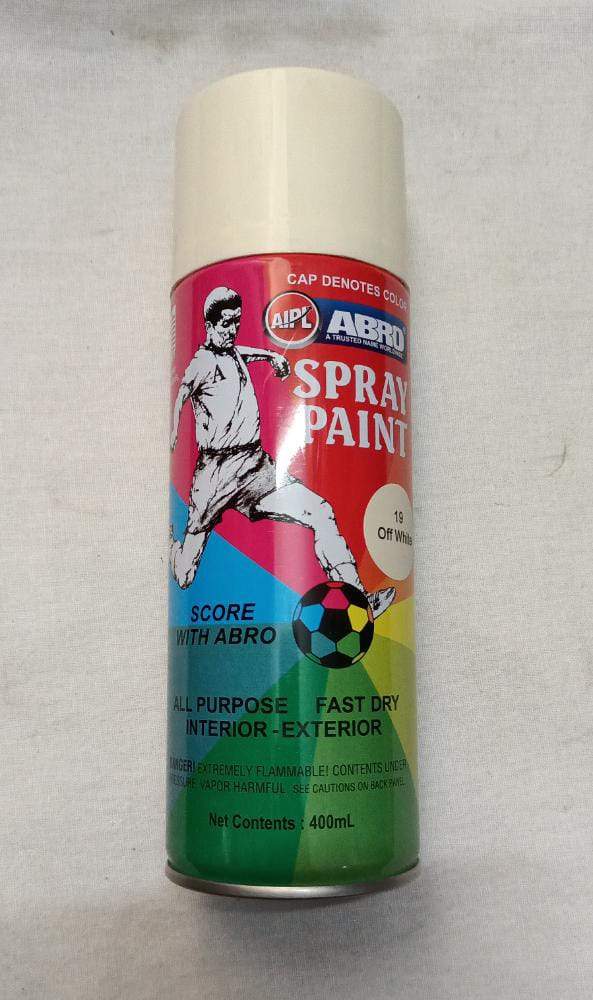 CAP DENOTES COLOR
AIPL
ABRO
A TRUSTED NAME WORLDWIDE
SPRAY
PAINT
A
19
Off White
SCORE
WITH ABRO
ALL PURPOSE FAST DRY
INTERIOR - EXTERIOR
DANGER! EXTREMELY FLAMMABLE! CONTENTS UNDER
PRESSURE VAPOR HARMFUL SEE CAUTIONS ON BACK PANEL
Net Contents : 400mL